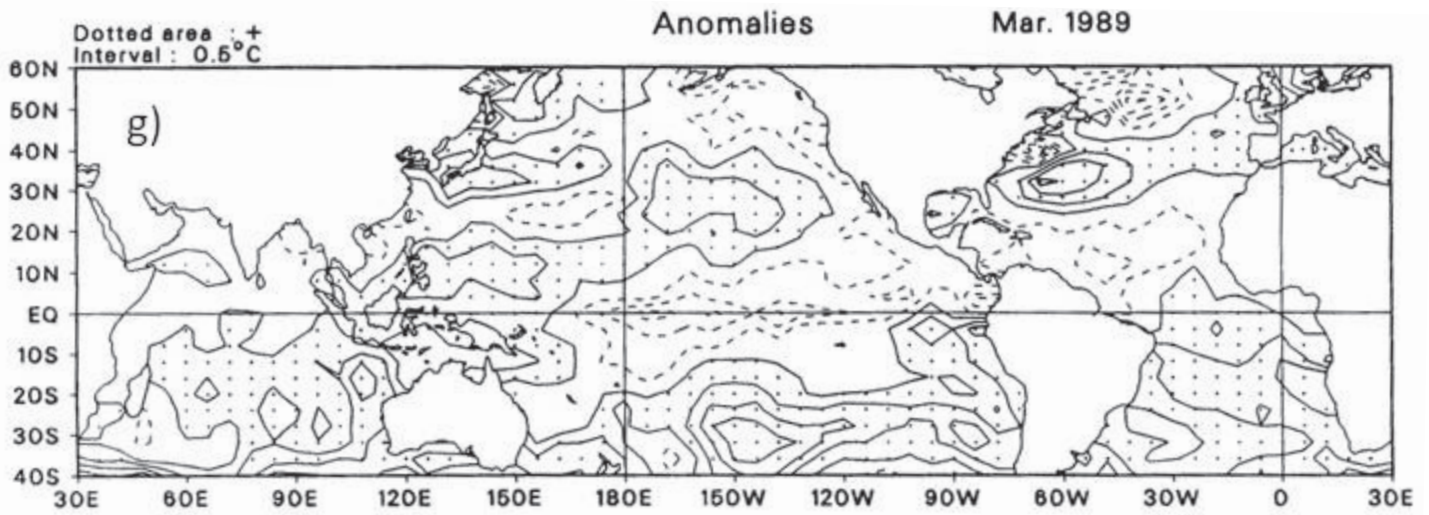 Anomalies Mar. 1989
Dotted area : +
Interval : 0.5°C
g)
60N
50N
40N
30N
20N
10N
EQ
10S
20S
30S
40S
30E 60E 90E 120E 150E 180 150W 120W 90W 60W 30W 0 30E